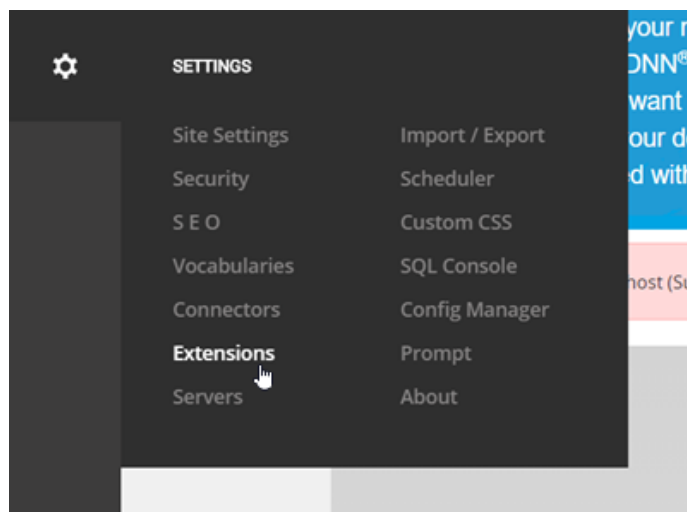 SETTINGS
Site Settings
Security
S E O
Vocabularies
Connectors
Extensions
Servers
Import / Export
Scheduler
Custom CSS
SQL Console
Config Manager
Prompt
About
your
DNN®
want
our
d with
host (Su